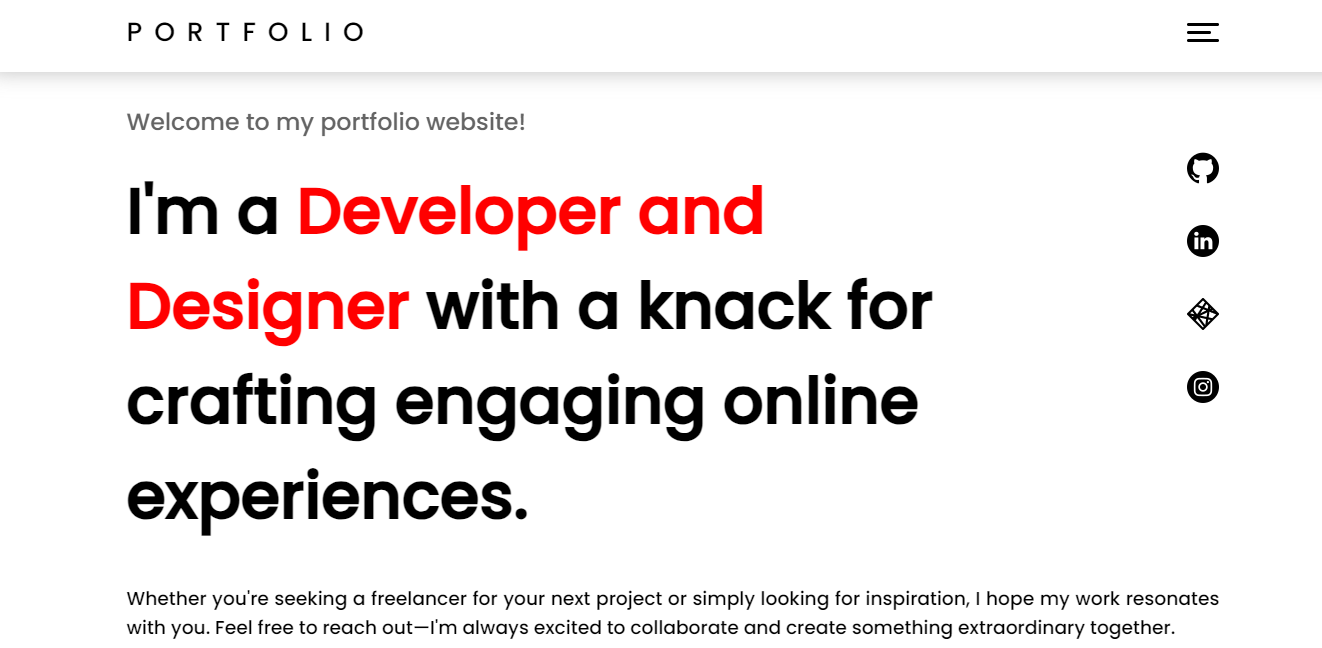 PORTFOLIO
Welcome to my portfolio website!
I'm a Developer and
Designer with a knack for
crafting engaging online
experiences.
in
Whether you're seeking a freelancer for your next project or simply looking for inspiration, I hope my work resonates
with you. Feel free to reach out—I'm always excited to collaborate and create something extraordinary together.